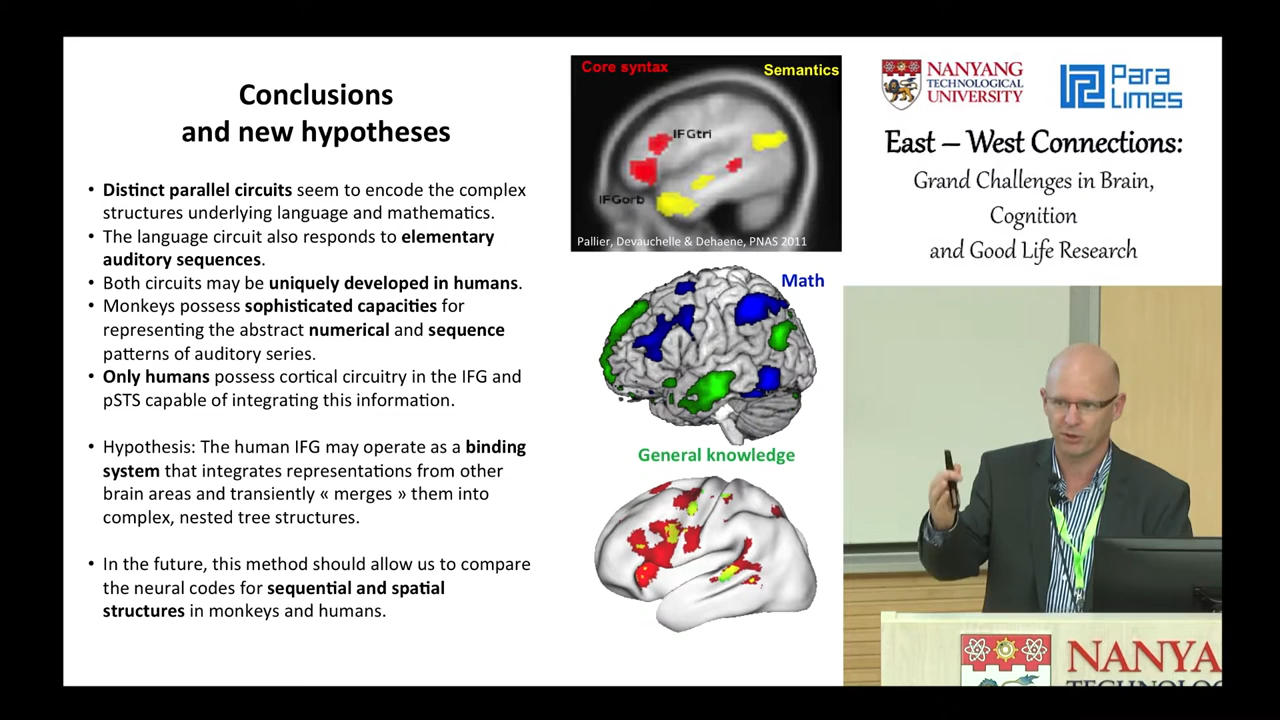 Conclusions
and new hypotheses
• Distinct parallel circuits seem to encode the complex
structures underlying language and mathematics.
• The language circuit also responds to elementary
auditory sequences.
• Both circuits may be uniquely developed in humans.
• Monkeys possess sophisticated capacities for
representing the abstract numerical and sequence
patterns of auditory series.
• Only humans possess cortical circuitry in the IFG and
pSTS capable of integrating this information.
• Hypothesis: The human IFG may operate as a binding
system that integrates representations from other
brain areas and transiently « merges » them into
complex, nested tree structures.
• In the future, this method should allow us to compare
the neural codes for sequential and spatial
structures in monkeys and humans.
Core syntax
Semantics
IFGtri
IFGorb
Pallier, Devauchelle & Dehaene, PNAS 2011
Math
General knowledge
NANYANG
TECHNOLOGICAL
UNIVERSITY
Para
Limes
East – West Connections:
Grand Challenges in Brain,
Cognition
and Good Life Research
NANYA
TECHNOLOG